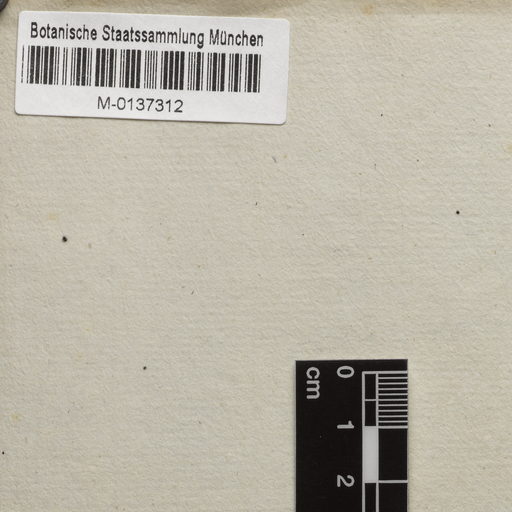 Botanische Staatssammlung München
M-0137312
cm
0
1
2